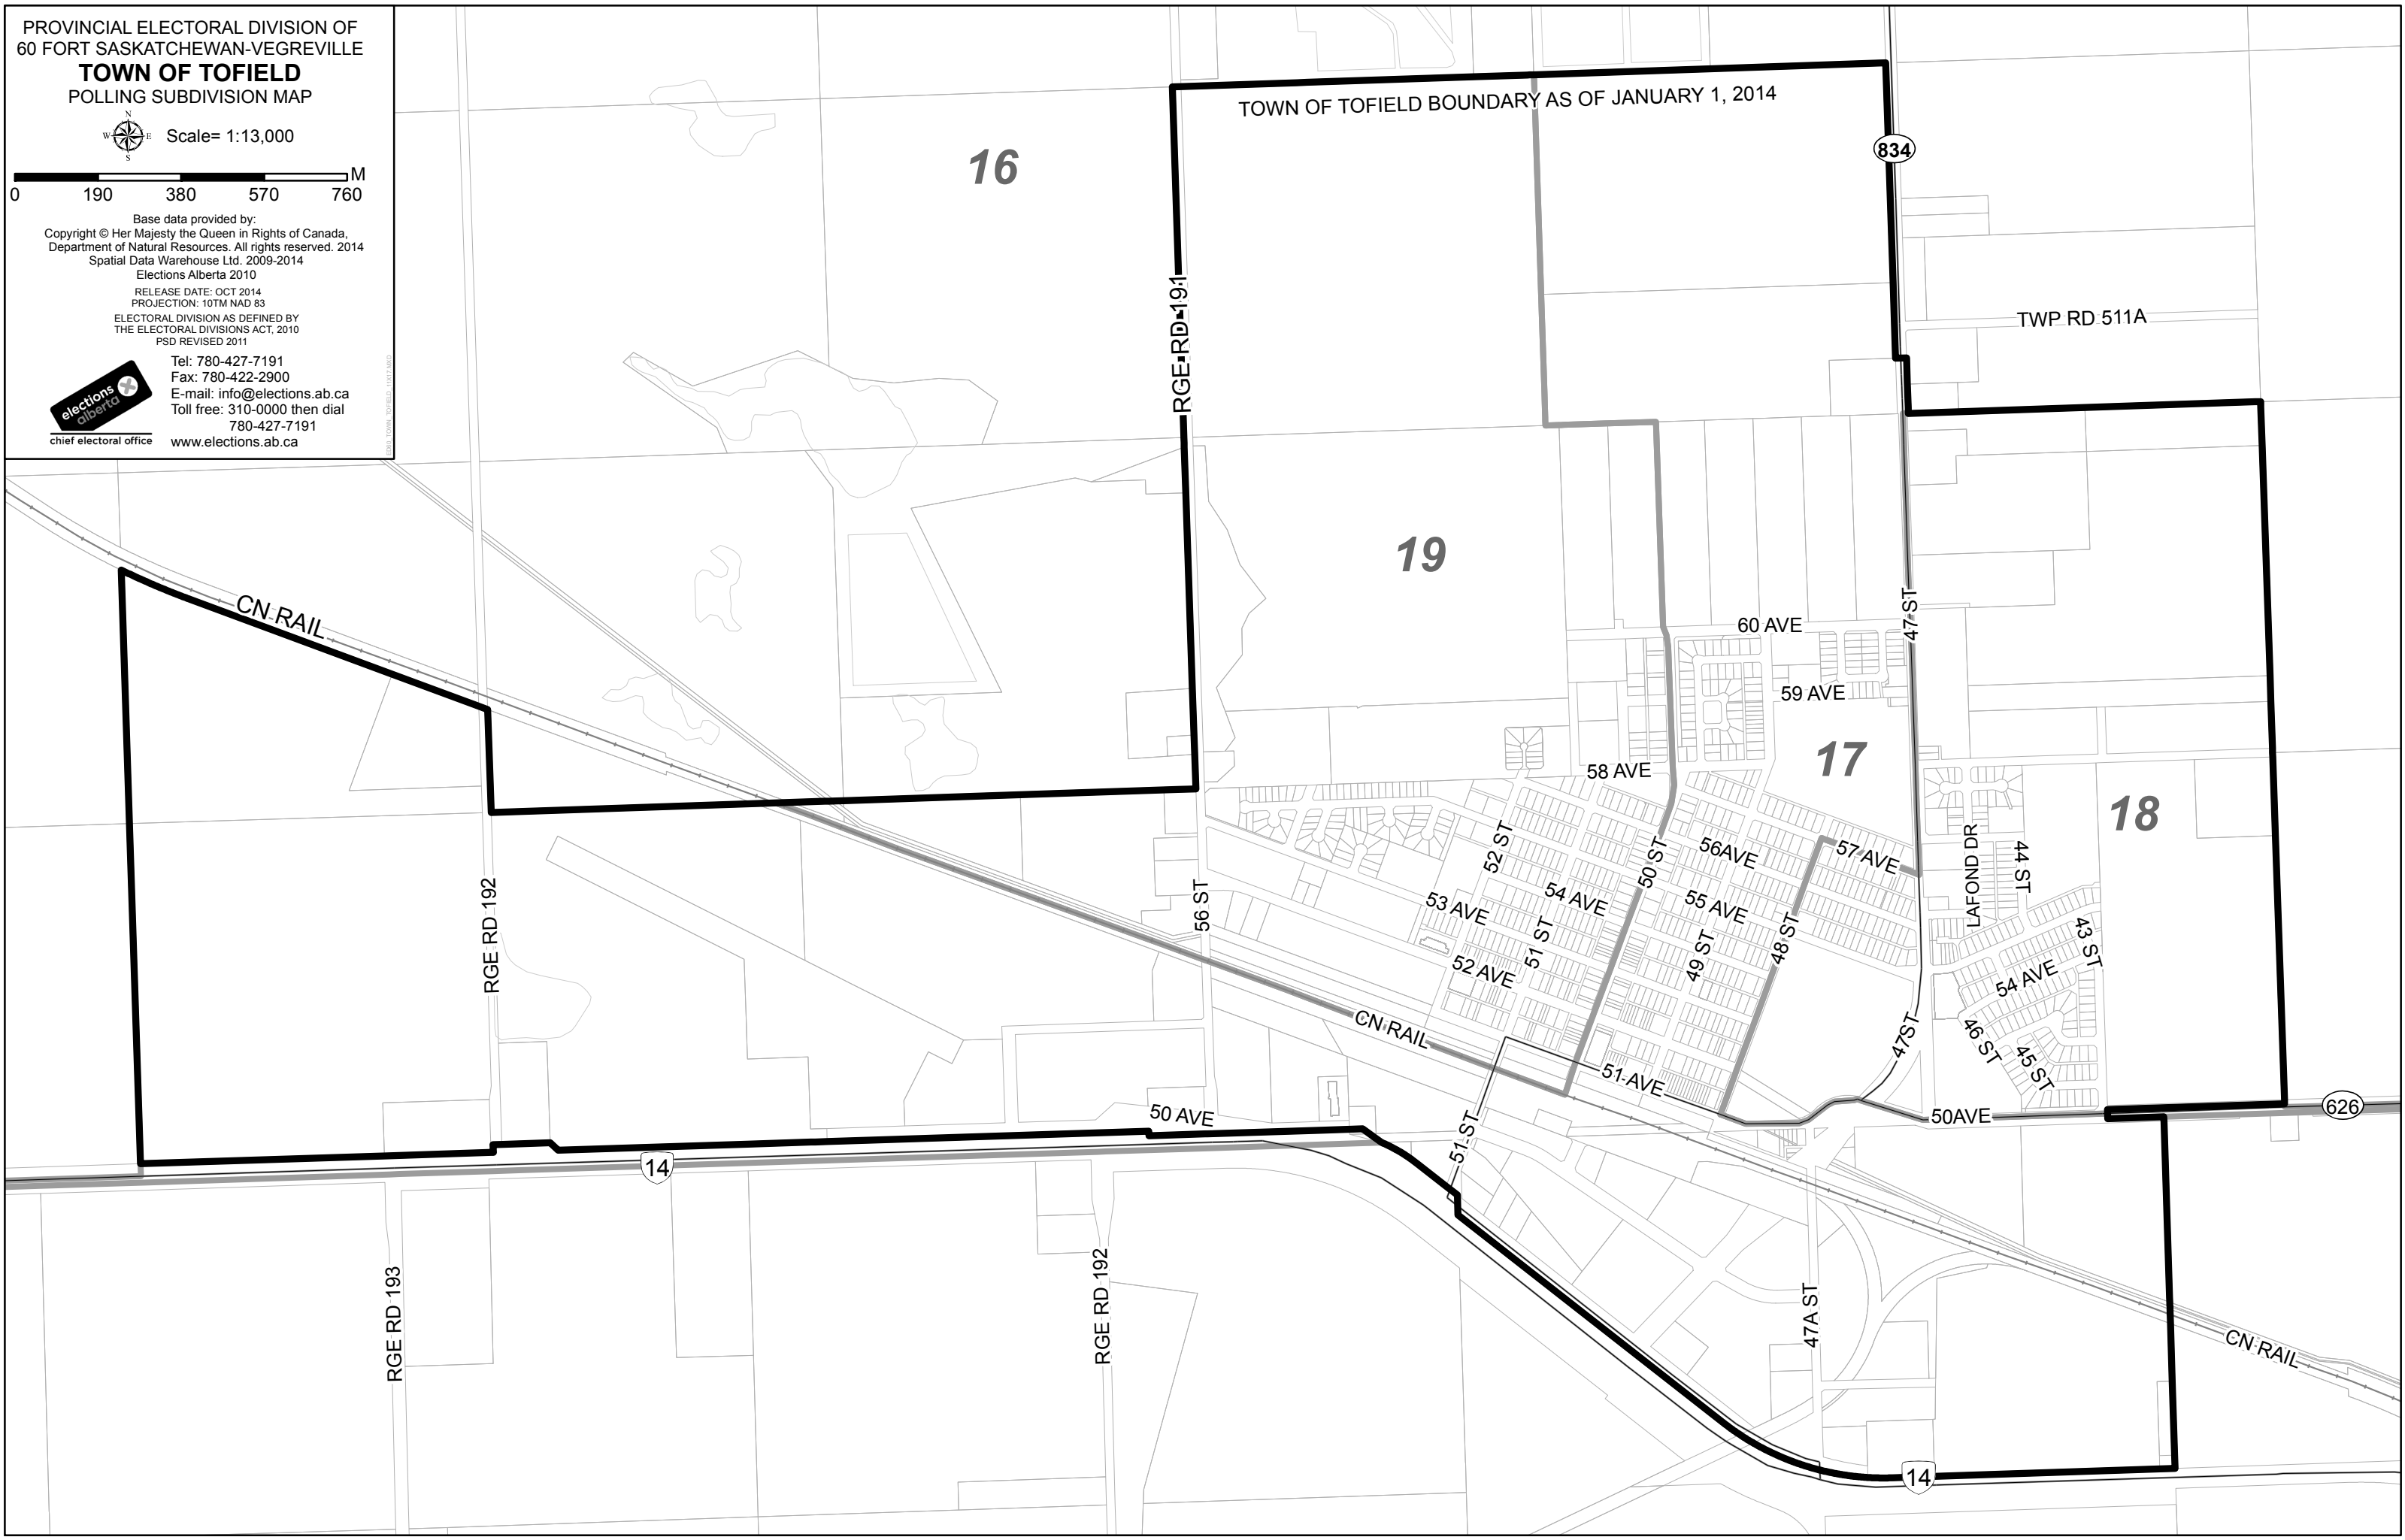 PROVINCIAL ELECTORAL DIVISION OF
60 FORT SASKATCHEWAN-VEGREVILLE
TOWN OF TOFIELD
POLLING SUBDIVISION MAP
N
W E
S
Scale= 1:13,000
M
0 190 380 570 760
Base data provided by:
Copyright © Her Majesty the Queen in Rights of Canada,
Department of Natural Resources. All rights reserved. 2014
Spatial Data Warehouse Ltd. 2009-2014
Elections Alberta 2010
RELEASE DATE: OCT 2014
PROJECTION: 10TM NAD 83
ELECTORAL DIVISION AS DEFINED BY
THE ELECTORAL DIVISIONS ACT, 2010
PSD REVISED 2011
elections
alberta
chief electoral office
Tel: 780-427-7191
Fax: 780-422-2900
E-mail: info@elections.ab.ca
Toll free: 310-0000 then dial
780-427-7191
www.elections.ab.ca
TOWN OF TOFIELD BOUNDARY AS OF JANUARY 1, 2014
834
16
RGE RD 191
TWP RD 511A
19
CN RAIL
47 ST
60 AVE
59 AVE
17
58 AVE
18
52 ST
50 ST
56AVE
57 AVE
LAFOND DR
44 ST
RGE RD 192
56 ST
53 AVE
54 AVE
55 AVE
51 ST
49 ST
48 ST
43 ST
52 AVE
54 AVE
CN RAIL
47ST
46 ST
45 ST
51 AVE
50 AVE
50AVE
626
51 ST
14
RGE RD 193
RGE RD 192
47A ST
CN RAIL
14